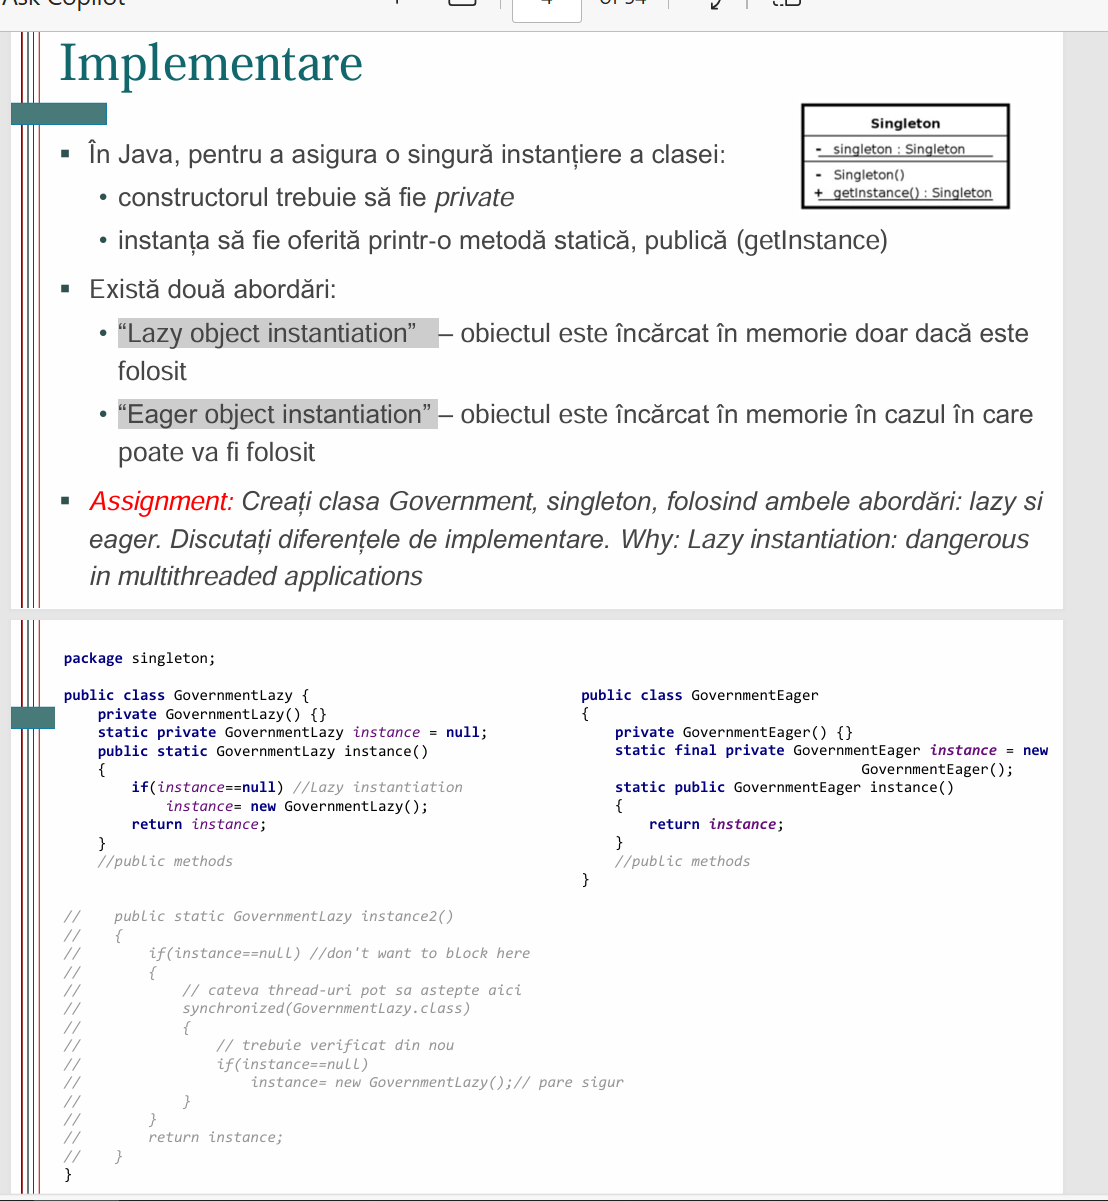 Ask Copilot
Implementare
Singleton
- singleton : Singleton
- Singleton()
+ getInstance() : Singleton
▪ În Java, pentru a asigura o singură instanțiere a clasei:
• constructorul trebuie să fie private
• instanța să fie oferită printr-o metodă statică, publică (getInstance)
▪ Există două abordări:
• “Lazy object instantiation” – obiectul este încărcat în memorie doar dacă este
folosit
• “Eager object instantiation” – obiectul este încărcat în memorie în cazul în care
poate va fi folosit
▪ Assignment: Creați clasa Government, singleton, folosind ambele abordări: lazy si
eager. Discutați diferențele de implementare. Why: Lazy instantiation: dangerous
in multithreaded applications
package singleton;
public class GovernmentLazy {
private GovernmentLazy() {}
static private GovernmentLazy instance = null;
public static GovernmentLazy instance()
{
if(instance==null) //Lazy instantiation
instance= new GovernmentLazy();
return instance;
}
//public methods
// public static GovernmentLazy instance2()
// {
// if(instance==null) //don't want to block here
// {
// // cateva thread-uri pot sa astepte aici
// synchronized(GovernmentLazy.class)
// {
// // trebuie verificat din nou
// if(instance==null)
// instance= new GovernmentLazy();// pare sigur
// }
// }
// return instance;
// }
}
public class GovernmentEager
{
private GovernmentEager() {}
static final private GovernmentEager instance = new
GovernmentEager();
static public GovernmentEager instance()
{
return instance;
}
//public methods
}